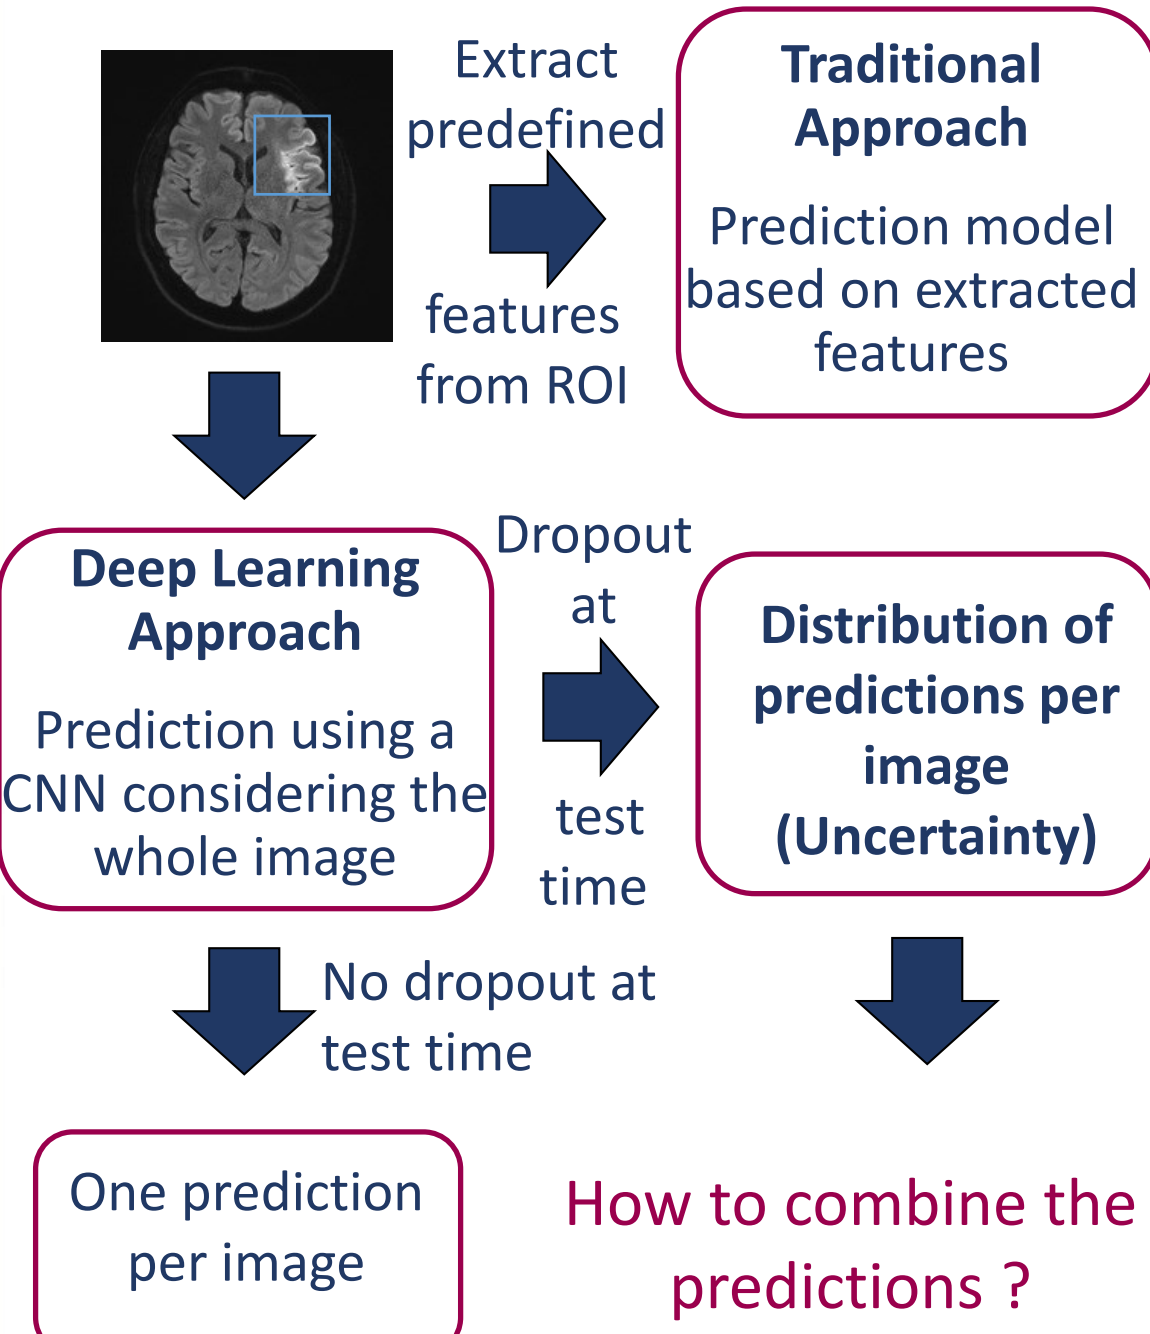 Extract
predefined
features
from ROI
Traditional
Approach
Prediction model
based on extracted
features
Deep Learning
Approach
Prediction using a
CNN considering the
whole image
Dropout
at
test
time
Distribution of
predictions per
image
(Uncertainty)
No dropout at
test time
One prediction
per image
How to combine the
predictions ?